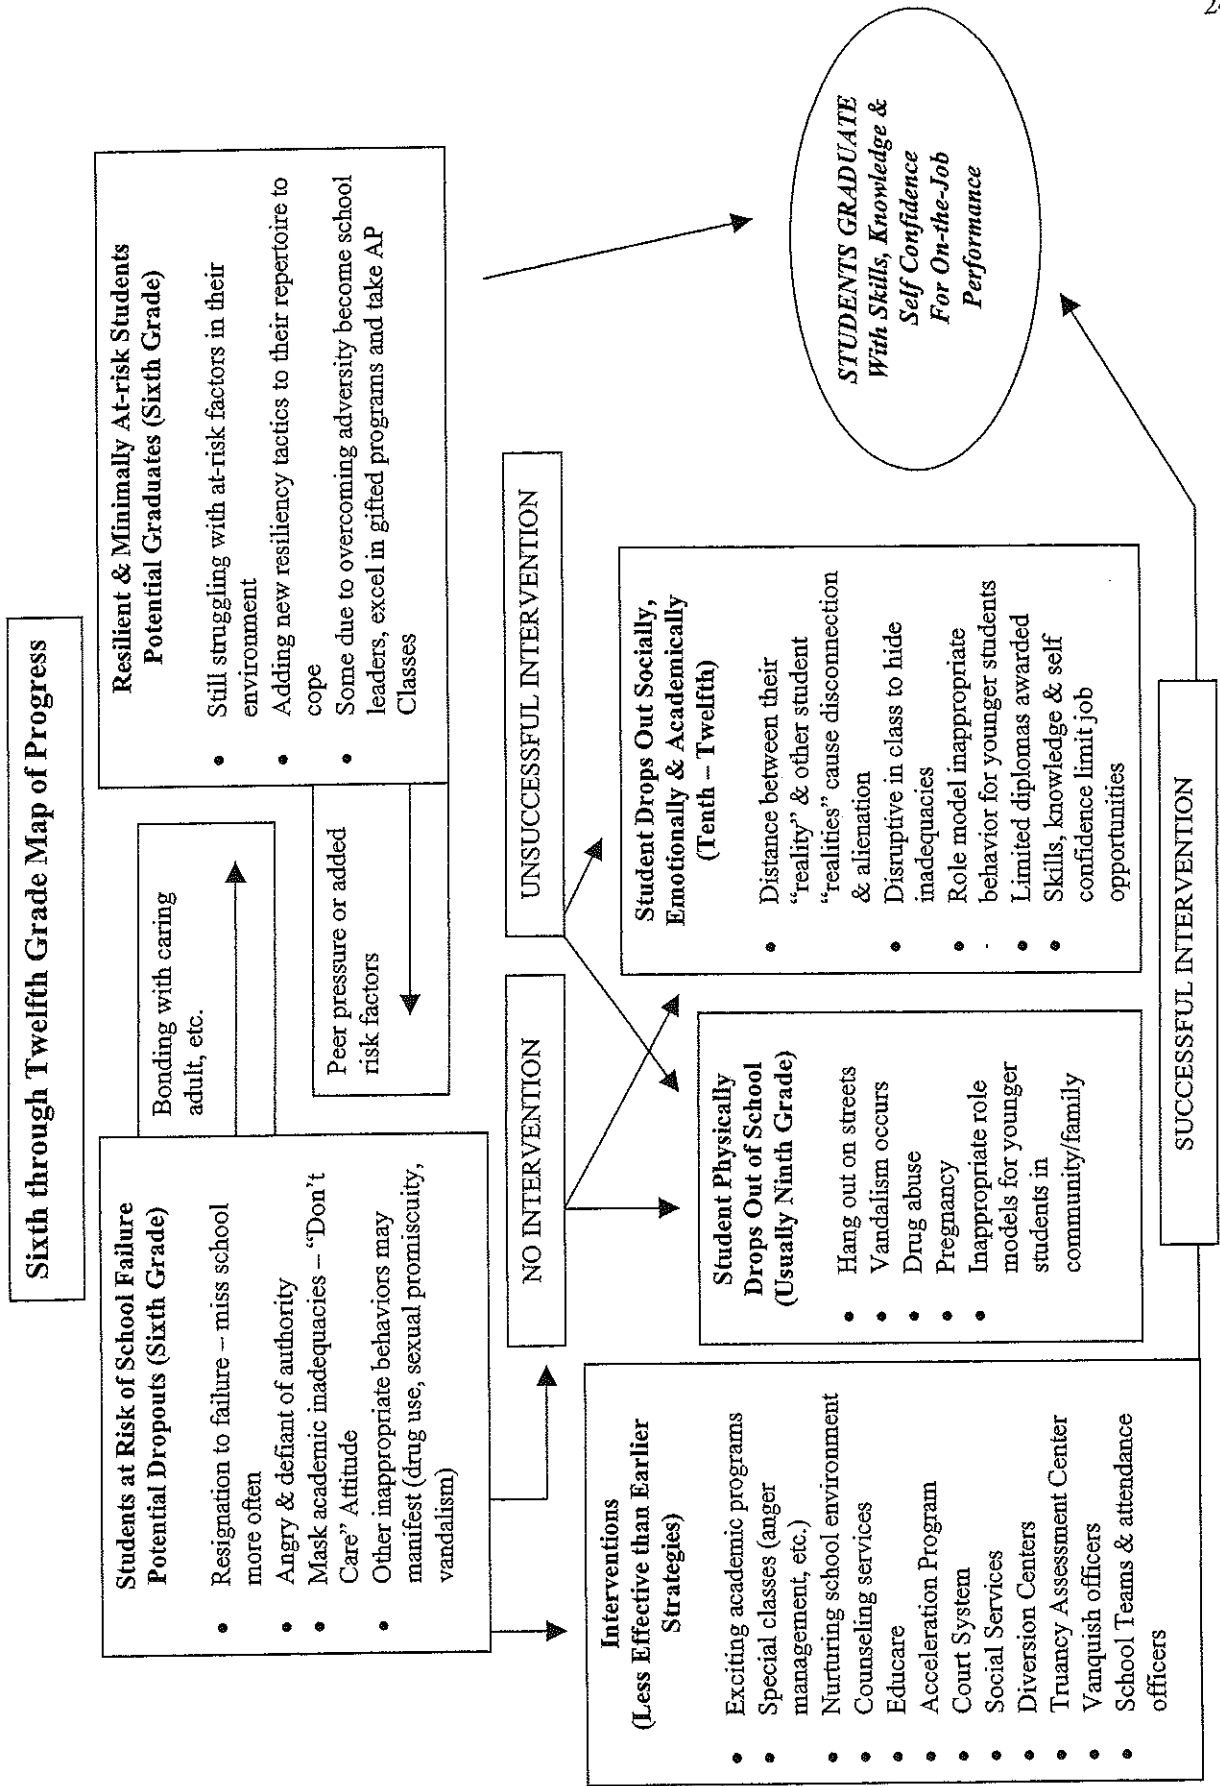 Sixth through Twelfth Grade Map of Progress
Students at Risk of School Failure
Potential Dropouts (Sixth Grade)
• Resignation to failure – miss school
more often
• Angry & defiant of authority
• Mask academic inadequacies – “Don’t
Care” Attitude
• Other inappropriate behaviors may
manifest (drug use, sexual promiscuity,
vandalism)
Bonding with caring
adult, etc.
Peer pressure or added
risk factors
Resilient & Minimally At-risk Students
Potential Graduates (Sixth Grade)
• Still struggling with at-risk factors in their
environment
• Adding new resiliency tactics to their repertoire to
cope
• Some due to overcoming adversity become school
leaders, excel in gifted programs and take AP
Classes
NO INTERVENTION
UNSUCCESSFUL INTERVENTION
Interventions
(Less Effective than Earlier
Strategies)
• Exciting academic programs
• Special classes (anger
management, etc.)
• Nurturing school environment
• Counseling services
• Educare
• Acceleration Program
• Court System
• Social Services
• Diversion Centers
• Truancy Assessment Center
• Vanquish officers
• School Teams & attendance
officers
Student Physically
Drops Out of School
(Usually Ninth Grade)
• Hang out on streets
Vandalism occurs
• Drug abuse
• Pregnancy
• Inappropriate role
models for younger
students in
community/family
Student Drops Out Socially,
Emotionally & Academically
(Tenth – Twelfth)
• Distance between their
“reality” & other student
“realities” cause disconnection
& alienation
• Disruptive in class to hide
inadequacies
• Role model inappropriate
- behavior for younger students
• Limited diplomas awarded
• Skills, knowledge & self
confidence limit job
opportunities
STUDENTS GRADUATE
With Skills, Knowledge &
Self Confidence
For On-the-Job
Performance
SUCCESSFUL INTERVENTION